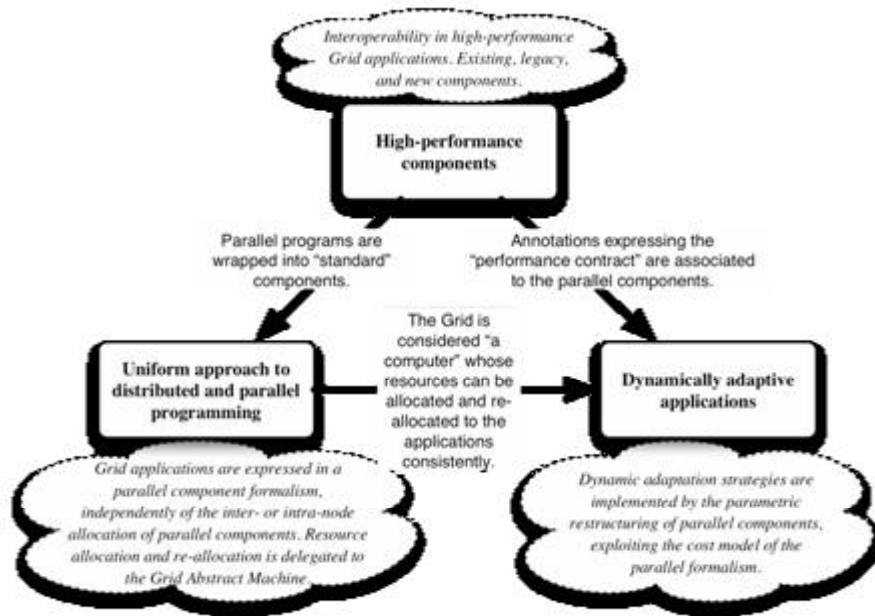 Interoperability in high-performance
Grid applications. Existing, legacy,
and new components.
High-performance
components
Parallel programs are
wrapped into “standard”
components.
Annotations expressing the
“performance contract” are associated
to the parallel components.
The Grid is
considered “a
computer” whose
resources can be
allocated and re-
allocated to the
applications
consistently.
Uniform approach to
distributed and parallel
programming
Dynamically adaptive
applications
Grid applications are expressed in a
parallel component formalism,
independently of the inter- or intra-node
allocation of parallel components. Resource
allocation and re-allocation is delegated to
the Grid Abstract Machine.
Dynamic adaptation strategies are
implemented by the parametric
restructuring of parallel components,
exploiting the cost model of the
parallel formalism.